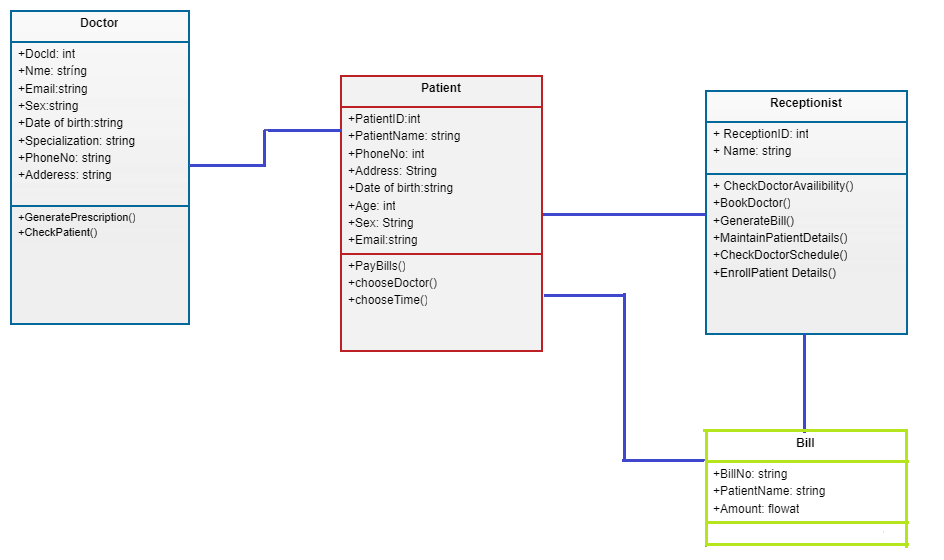 Doctor
+DocId: int
+Nme: stríng
+Email:string
+Sex:string
+Date of birth:string
+Specialization: string
+PhoneNo: string
+Adderess: string
+GeneratePrescription()
+CheckPatient()
Patient
+PatientID:int
+PatientName: string
+PhoneNo: int
+Address: String
+Date of birth:string
+Age: int
+Sex: String
+Email:string
+PayBills()
+chooseDoctor()
+chooseTime()
Receptionist
+ ReceptionID: int
+ Name: string
+ CheckDoctorAvailibility()
+BookDoctor()
+GenerateBill()
+MaintainPatientDetails()
+CheckDoctorSchedule()
+EnrollPatient Details()
Bill
+BillNo: string
+PatientName: string
+Amount: flowat